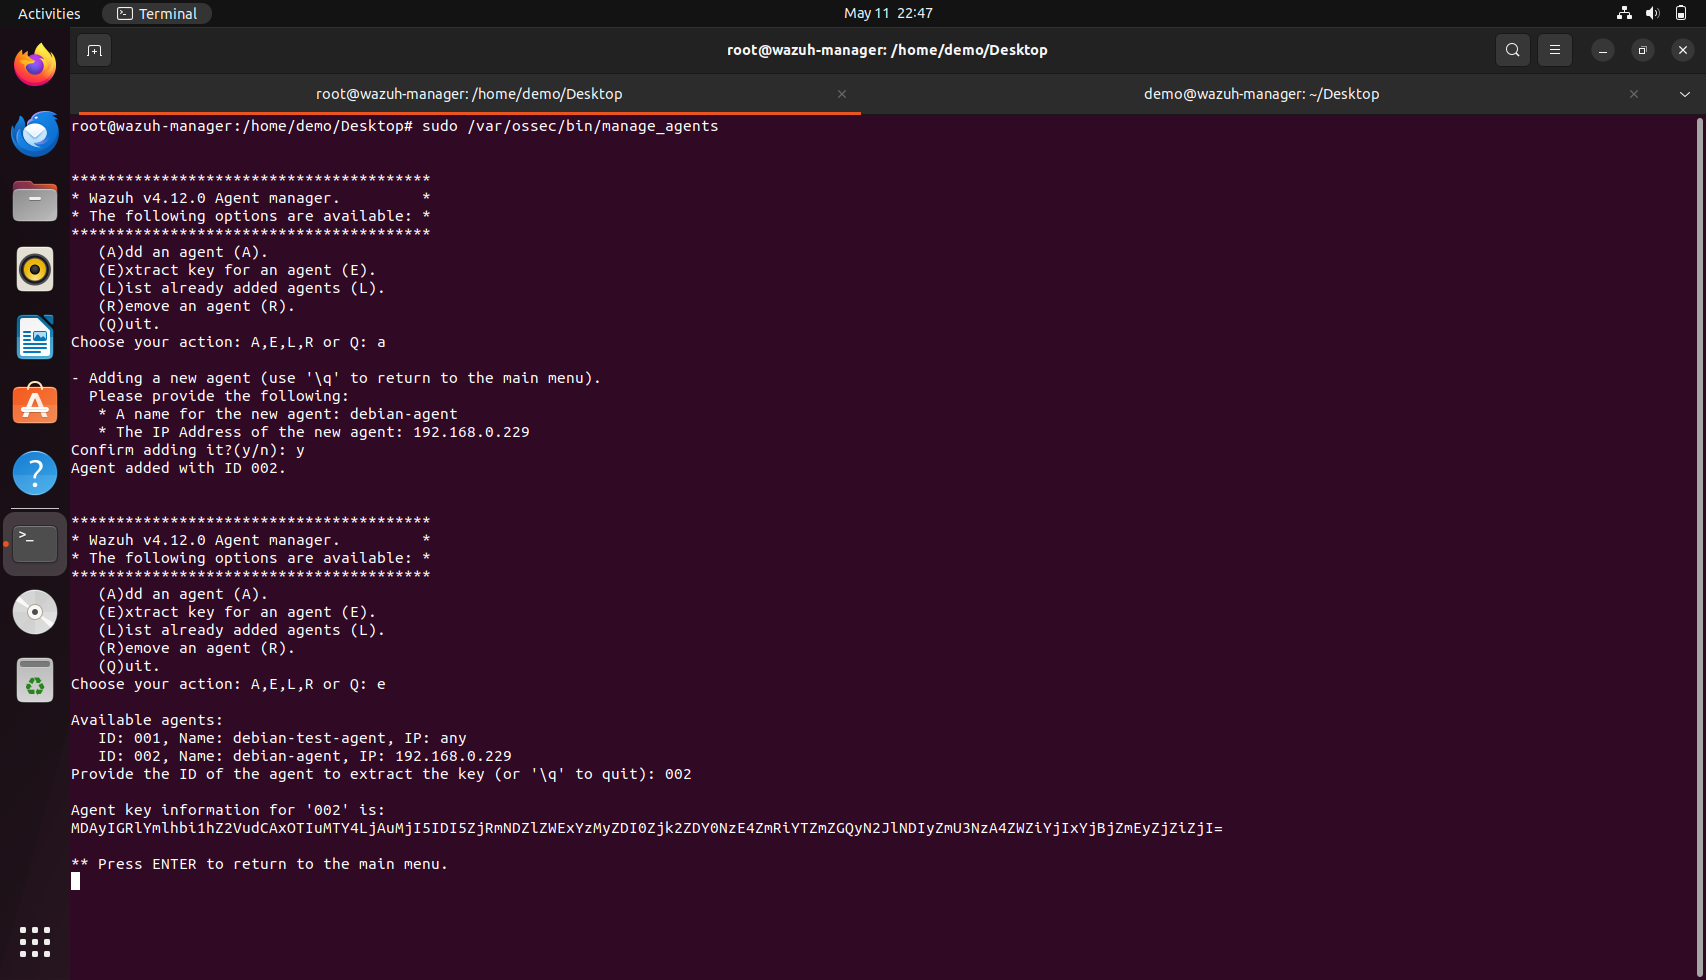 Activities
Terminal
May 11 22:47
root@wazuh-manager: /home/demo/Desktop
root@wazuh-manager: /home/demo/Desktop
demo@wazuh-manager: ~/Desktop
root@wazuh-manager:/home/demo/Desktop# sudo /var/ossec/bin/manage_agents
****************************************
* Wazuh v4.12.0 Agent manager.         *
* The following options are available: *
****************************************
   (A)dd an agent (A).
   (E)xtract key for an agent (E).
   (L)ist already added agents (L).
   (R)emove an agent (R).
   (Q)uit.
Choose your action: A,E,L,R or Q: a
- Adding a new agent (use '\q' to return to the main menu).
  Please provide the following:
   * A name for the new agent: debian-agent
   * The IP Address of the new agent: 192.168.0.229
Confirm adding it?(y/n): y
Agent added with ID 002.
****************************************
* Wazuh v4.12.0 Agent manager.         *
* The following options are available: *
****************************************
   (A)dd an agent (A).
   (E)xtract key for an agent (E).
   (L)ist already added agents (L).
   (R)emove an agent (R).
   (Q)uit.
Choose your action: A,E,L,R or Q: e
Available agents:
   ID: 001, Name: debian-test-agent, IP: any
   ID: 002, Name: debian-agent, IP: 192.168.0.229
Provide the ID of the agent to extract the key (or '\q' to quit): 002
Agent key information for '002' is:
MDAyIGRlYmlhbi1hZ2VudCAxOTIuMTY4LjAuMjI5IDI5ZjRmNDZlZWExYzMyZDI0Zjk2ZDY0NzE4ZmRiYTZmZGQyN2JlNDIyZmU3NzA4ZWZiYjIxYjBjZmEyZjZiZjI=
** Press ENTER to return to the main menu.